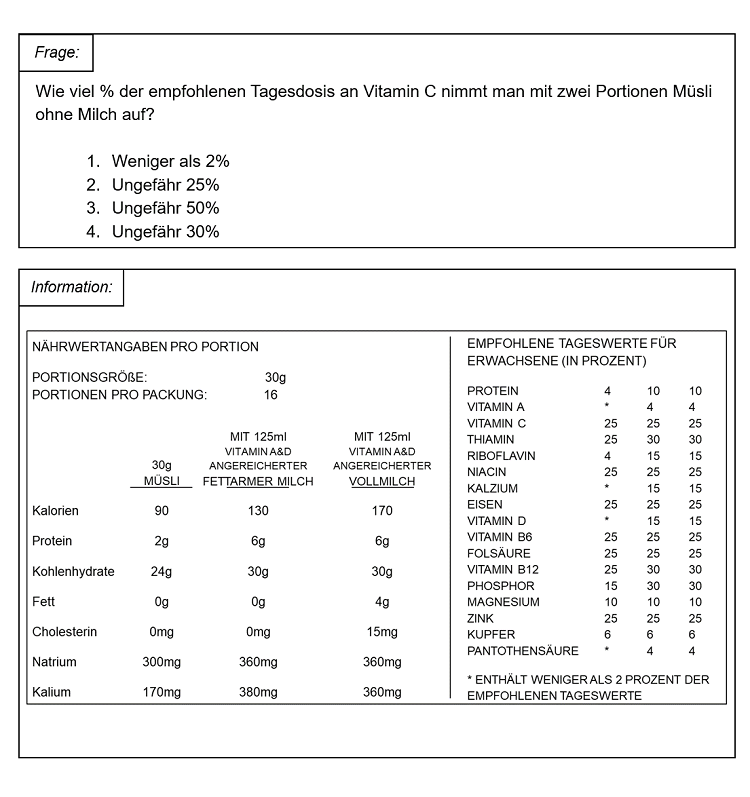 Frage:
Wie viel % der empfohlenen Tagesdosis an Vitamin C nimmt man mit zwei Portionen Müsli
ohne Milch auf?
1. Weniger als 2%
2. Ungefähr 25%
3. Ungefähr 50%
4. Ungefähr 30%
Information:
NÄHRWERTANGABEN PRO PORTION
PORTIONSGRÖßE: 30g
PORTIONEN PRO PACKUNG: 16
MIT 125ml MIT 125ml
VITAMIN A&D VITAMIN A&D
30g ANGEREICHERTER ANGEREICHERTER
MÜSLI FETTARMER MILCH VOLLMILCH
Kalorien 90 130 170
Protein 2g 6g 6g
Kohlenhydrate 24g 30g 30g
Fett 0g 0g 4g
Cholesterin 0mg 0mg 15mg
Natrium 300mg 360mg 360mg
Kalium 170mg 380mg 360mg
EMPFOHLENE TAGESWERTE FÜR
ERWACHSENE (IN PROZENT)
PROTEIN 4 10 10
VITAMIN A * 4 4
VITAMIN C 25 25 25
THIAMIN 25 30 30
RIBOFLAVIN 4 15 15
NIACIN 25 25 25
KALZIUM * 15 15
EISEN 25 25 25
VITAMIN D * 15 15
VITAMIN B6 25 25 25
FOLSÄURE 25 25 25
VITAMIN B12 25 30 30
PHOSPHOR 15 30 30
MAGNESIUM 10 10 10
ZINK 25 25 25
KUPFER 6 6 6
PANTOTHENSÄURE * 4 4
* ENTHÄLT WENIGER ALS 2 PROZENT DER
EMPFOHLENEN TAGESWERTE